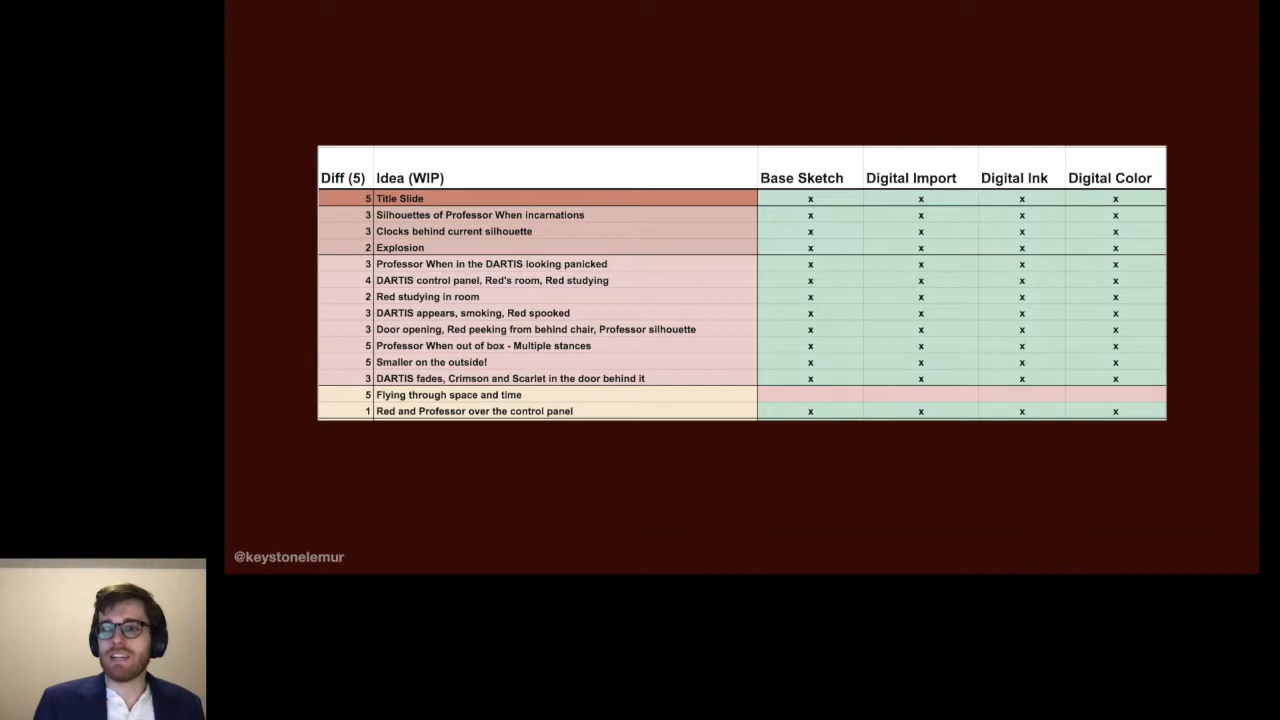 Diff (5) Idea (WIP) Base Sketch Digital Import Digital Ink Digital Color
5 Title Slide x x x x
3 Silhouettes of Professor When incarnations x x x x
3 Clocks behind current silhouette x x x x
2 Explosion x x x x
3 Professor When in the DARTIS looking panicked x x x x
4 DARTIS control panel, Red's room, Red studying x x x x
2 Red studying in room x x x x
3 DARTIS appears, smoking, Red spooked x x x x
3 Door opening, Red peeking from behind chair, Professor silhouette x x x x
5 Professor When out of box - Multiple stances x x x x
5 Smaller on the outside! x x x x
3 DARTIS fades, Crimson and Scarlet in the door behind it x x x x
5 Flying through space and time
1 Red and Professor over the control panel x x x x
@keystonelemur